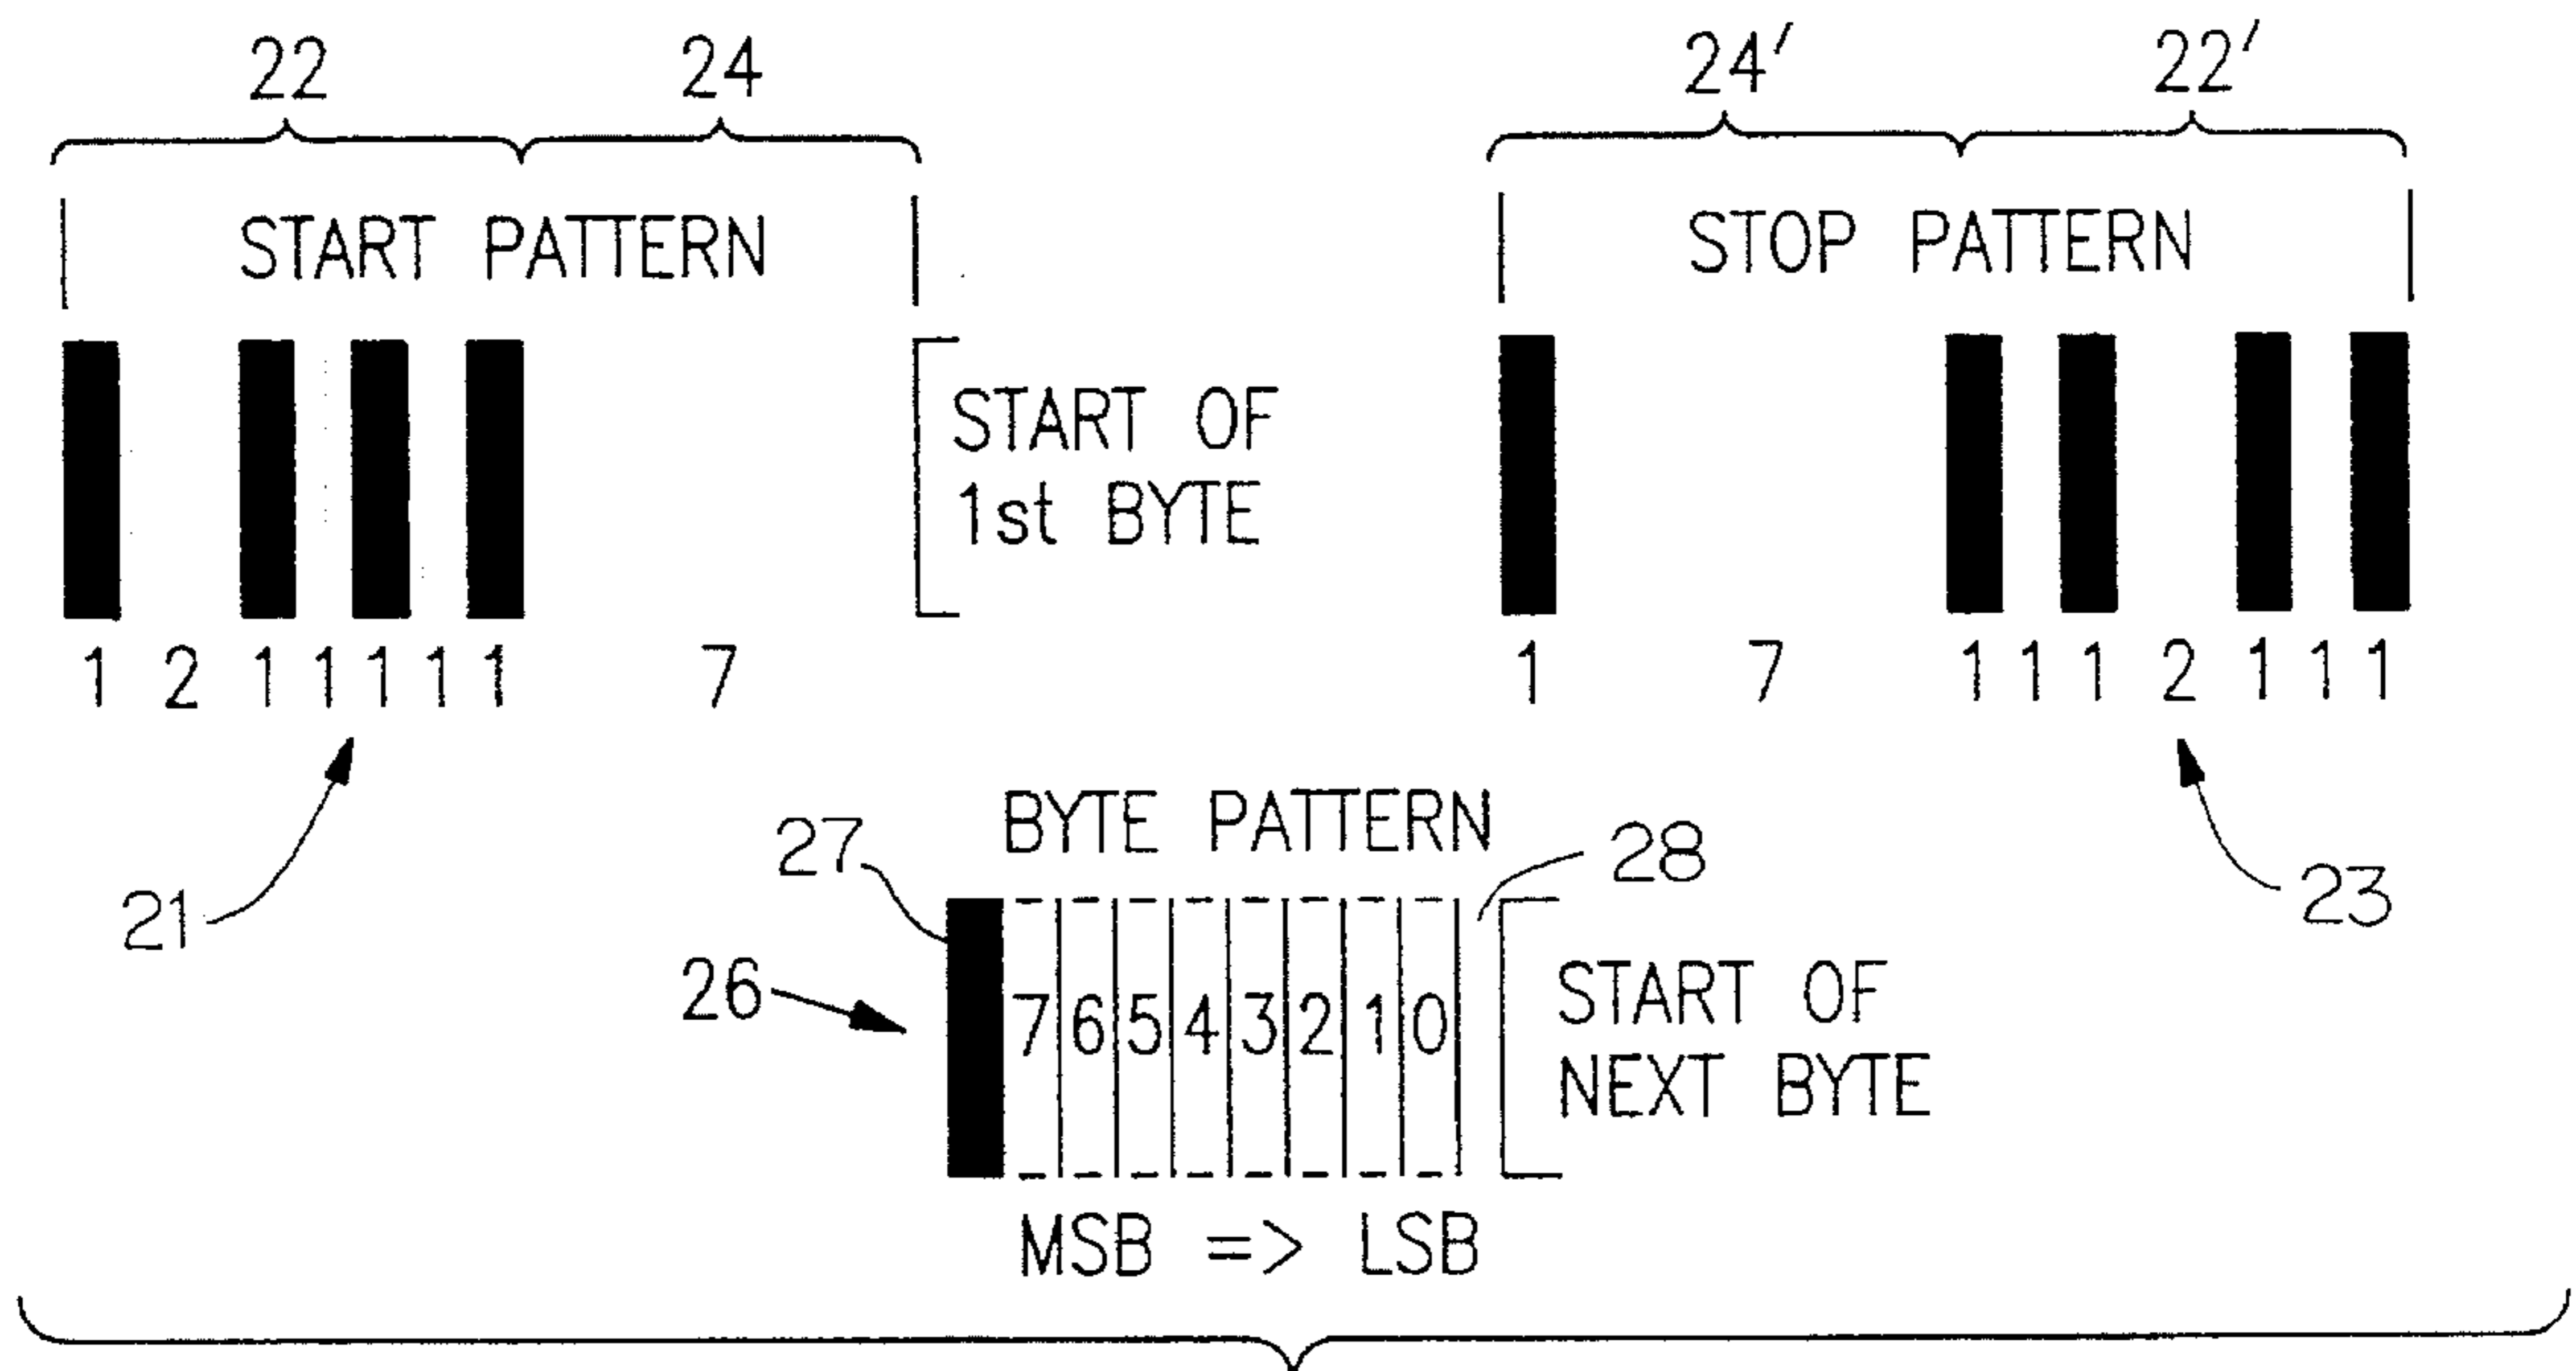 22 24 24′ 22′
START PATTERN STOP PATTERN
START OF
1st BYTE
1 2 1 1 1 1 1 7 1 7 1 1 1 2 1 1 1
BYTE PATTERN
27 28
21 23
26 7 6 5 4 3 2 1 0 START OF
NEXT BYTE
MSB => LSB